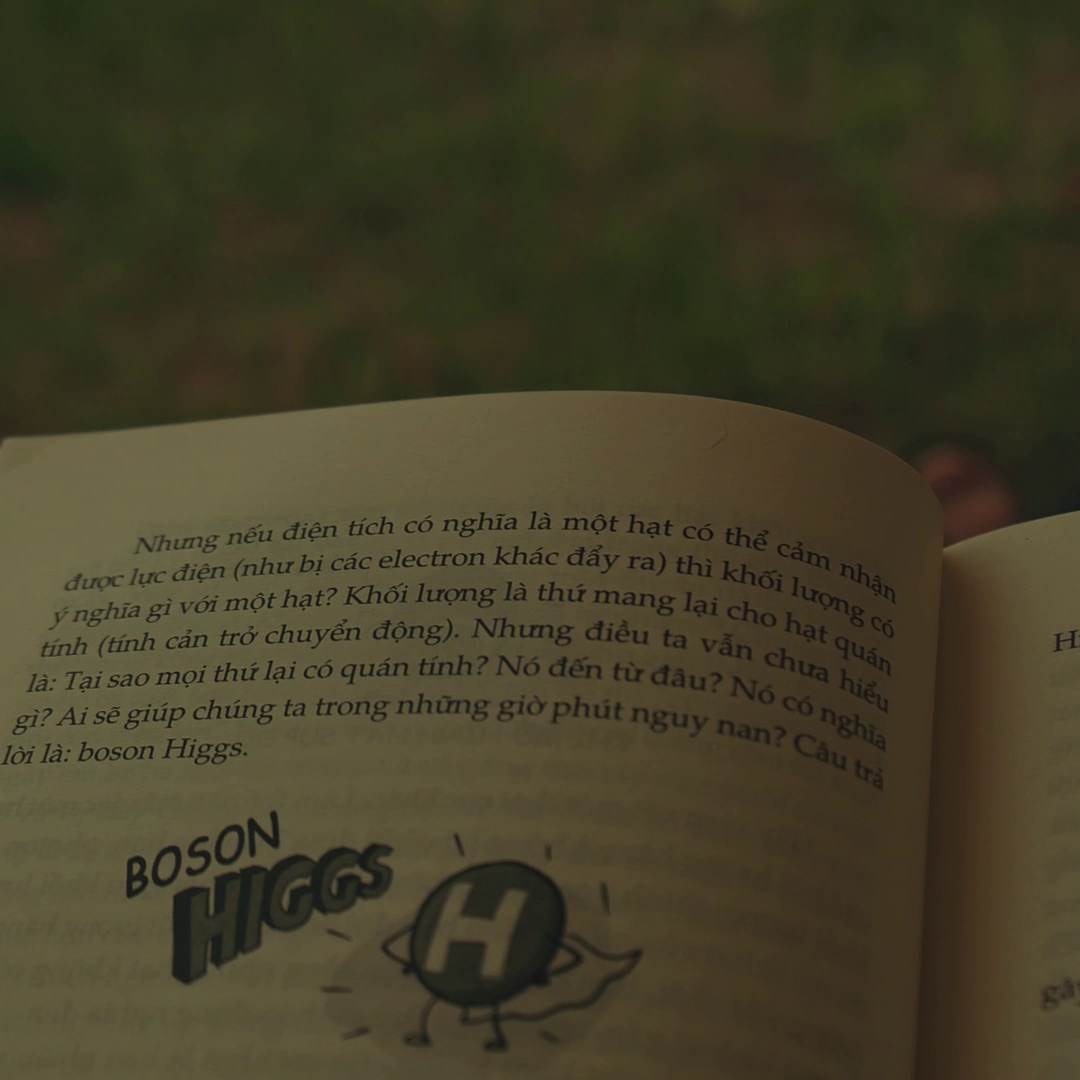 Nhưng nếu điện tích có nghĩa là một hạt có thể cảm nhận
được lực điện (như bị các electron khác đẩy ra) thì khối lượng có
ý nghĩa gì với một hạt? Khối lượng là thứ mang lại cho hạt quán
tính (tính cản trở chuyển động). Nhưng điều ta vẫn chưa hiểu
là: Tại sao mọi thứ lại có quán tính? Nó đến từ đâu? Nó có nghĩa
gì? Ai sẽ giúp chúng ta trong những giờ phút nguy nan? Câu trả
lời là: boson Higgs.
BOSON
HIGGS
H